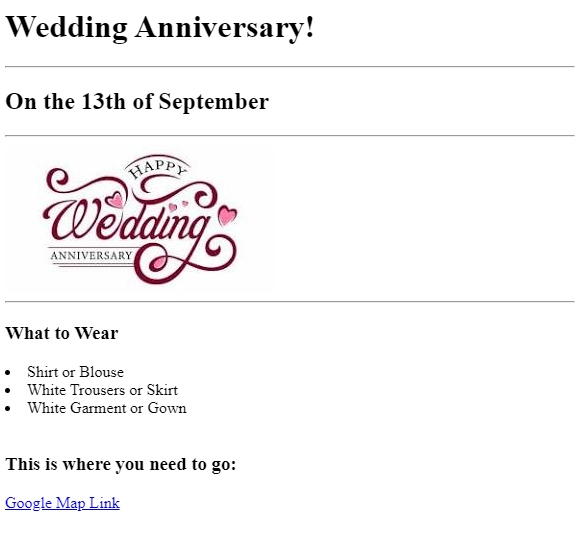 Wedding Anniversary!
On the 13th of September
HAPPY
Wedding
ANNIVERSARY
What to Wear
Shirt or Blouse
White Trousers or Skirt
White Garment or Gown
This is where you need to go:
Google Map Link